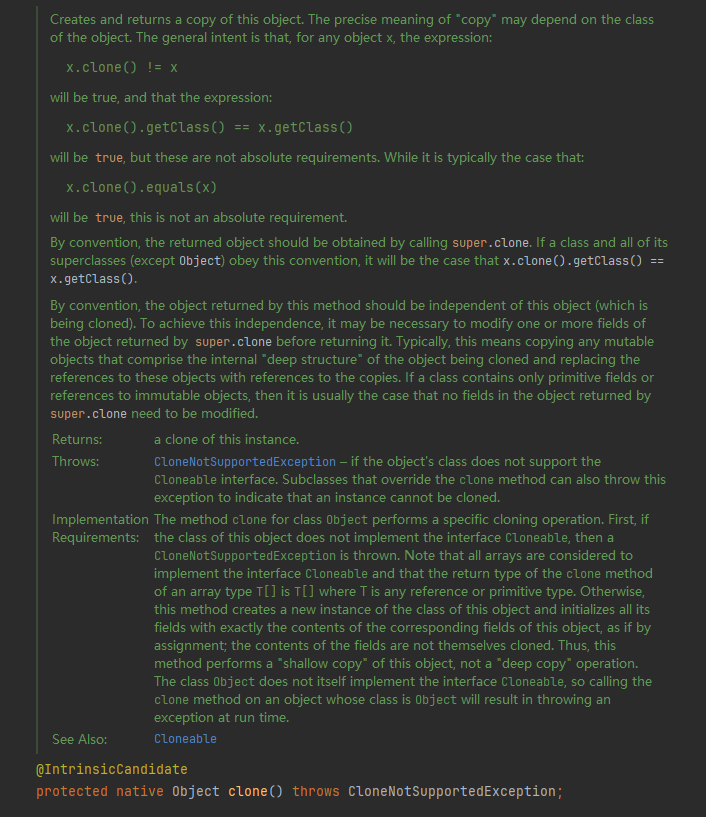 Creates and returns a copy of this object. The precise meaning of "copy" may depend on the class
of the object. The general intent is that, for any object x, the expression:
x.clone() != x
will be true, and that the expression:
x.clone().getClass() == x.getClass()
will be true, but these are not absolute requirements. While it is typically the case that:
x.clone().equals(x)
will be true, this is not an absolute requirement.
By convention, the returned object should be obtained by calling super.clone. If a class and all of its
superclasses (except Object) obey this convention, it will be the case that x.clone().getClass() ==
x.getClass().
By convention, the object returned by this method should be independent of this object (which is
being cloned). To achieve this independence, it may be necessary to modify one or more fields of
the object returned by super.clone before returning it. Typically, this means copying any mutable
objects that comprise the internal "deep structure" of the object being cloned and replacing the
references to these objects with references to the copies. If a class contains only primitive fields or
references to immutable objects, then it is usually the case that no fields in the object returned by
super.clone need to be modified.
Returns: a clone of this instance.
Throws: CloneNotSupportedException – if the object's class does not support the
Cloneable interface. Subclasses that override the clone method can also throw this
exception to indicate that an instance cannot be cloned.
Implementation The method clone for class Object performs a specific cloning operation. First, if
Requirements: the class of this object does not implement the interface Cloneable, then a
CloneNotSupportedException is thrown. Note that all arrays are considered to
implement the interface Cloneable and that the return type of the clone method
of an array type T[] is T[] where T is any reference or primitive type. Otherwise,
this method creates a new instance of the class of this object and initializes all its
fields with exactly the contents of the corresponding fields of this object, as if by
assignment; the contents of the fields are not themselves cloned. Thus, this
method performs a "shallow copy" of this object, not a "deep copy" operation.
The class Object does not itself implement the interface Cloneable, so calling the
clone method on an object whose class is Object will result in throwing an
exception at run time.
See Also: Cloneable
@IntrinsicCandidate
protected native Object clone() throws CloneNotSupportedException;